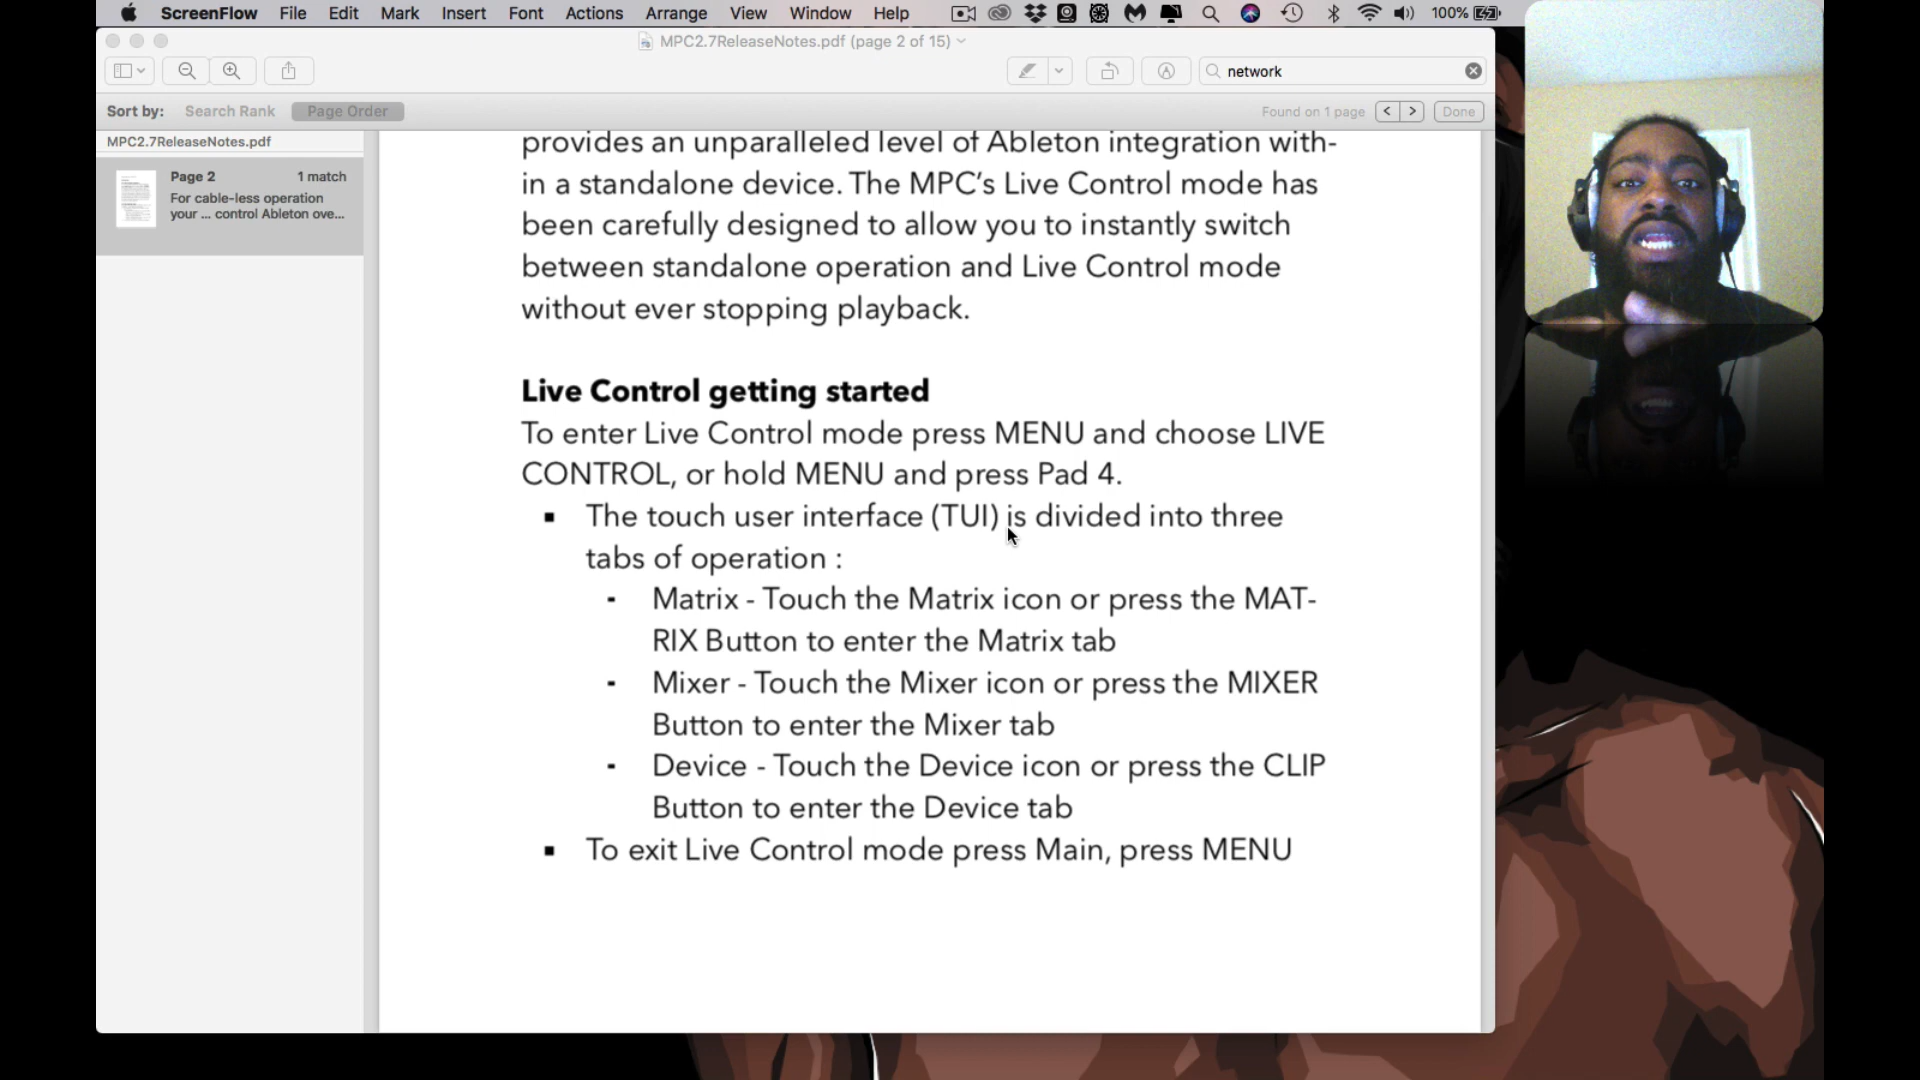 ScreenFlow File Edit Mark Insert Font Actions Arrange View Window Help 100%
MPC2.7ReleaseNotes.pdf (page 2 of 15)
network
Sort by: Search Rank Page Order Found on 1 page < > Done
MPC2.7ReleaseNotes.pdf
Page 2 1 match
For cable-less operation
your ... control Ableton ove...
provides an unparalleled level of Ableton integration with-
in a standalone device. The MPC’s Live Control mode has
been carefully designed to allow you to instantly switch
between standalone operation and Live Control mode
without ever stopping playback.
Live Control getting started
To enter Live Control mode press MENU and choose LIVE
CONTROL, or hold MENU and press Pad 4.
▪ The touch user interface (TUI) is divided into three
tabs of operation :
- Matrix - Touch the Matrix icon or press the MAT-
RIX Button to enter the Matrix tab
- Mixer - Touch the Mixer icon or press the MIXER
Button to enter the Mixer tab
- Device - Touch the Device icon or press the CLIP
Button to enter the Device tab
▪ To exit Live Control mode press Main, press MENU